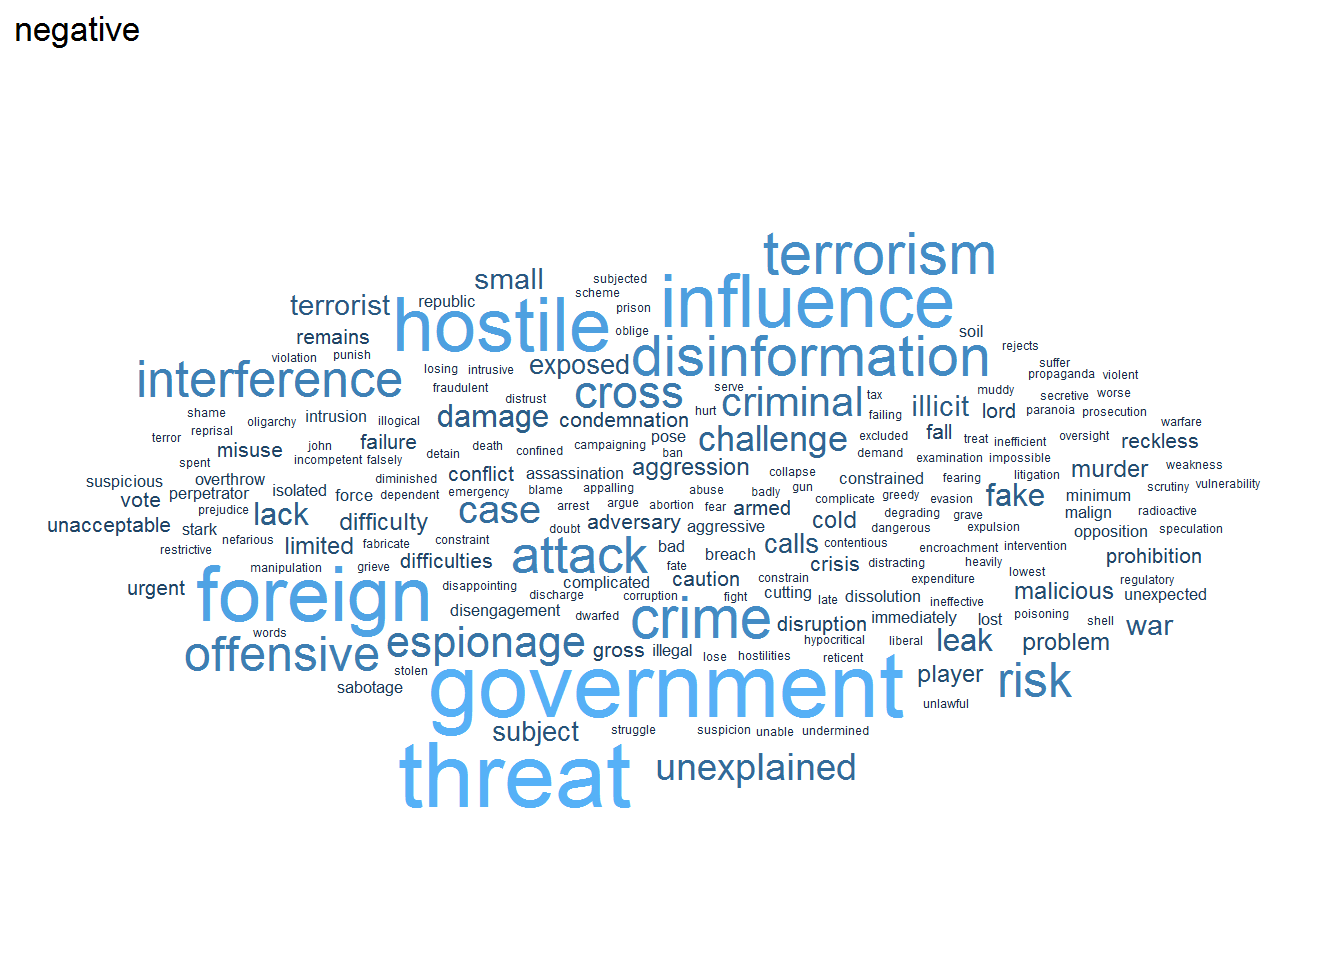 negative
terrorism
small
subjected
influence
scheme
terrorist
republic
hostile
prison
oblige
remains
soil
rejects
disinformation
violation
punish
exposed
suffer
interference
losing
intrusive
propaganda
violent
fraudulent
cross
serve
criminal
tax
muddy
secretive
worse
distrust
illicit
lord
paranoia
prosecution
shame
reprisal
oligarchy
intrusion
illogical
damage
condemnation
hurt
failing
warfare
terror
misuse
john
failure
death
confined
campaigning
pose
challenge
excluded
fall
treat
inefficient
oversight
reckless
spent
incompetent
falsely
detain
ban
demand
examination
impossible
suspicious
overthrow
diminished
conflict
assassination
aggression
collapse
constrained
fearing
litigation
murder
weakness
vote
perpetrator
isolated
force
dependent
emergency
blame
appalling
abuse
badly
gun
complicate
greedy
evasion
fake
minimum
scrutiny
vulnerability
unacceptable
stark
prejudice
lack
difficulty
case
arrest
argue
abortion
fear
armed
degrading
grave
malign
radioactive
doubt
adversary
aggressive
cold
dangerous
expulsion
opposition
speculation
restrictive
nefarious
limited
fabricate
constraint
attack
bad
breach
calls
contentious
encroachment
intervention
prohibition
manipulation
grieve
difficulties
fate
crisis
distracting
heavily
lowest
urgent
foreign
disappointing
complicated
caution
constrain
expenditure
malicious
regulatory
unexpected
discharge
corruption
fight
cutting
late
dissolution
ineffective
disengagement
dwarfed
crime
disruption
immediately
lost
poisoning
shell
war
words
offensive
espionage
gross
illegal
hypocritical
liberal
leak
problem
stolen
lose
hostilities
reticent
sabotage
government
player
risk
unlawful
subject
struggle
suspicion
unable
undermined
threat
unexplained